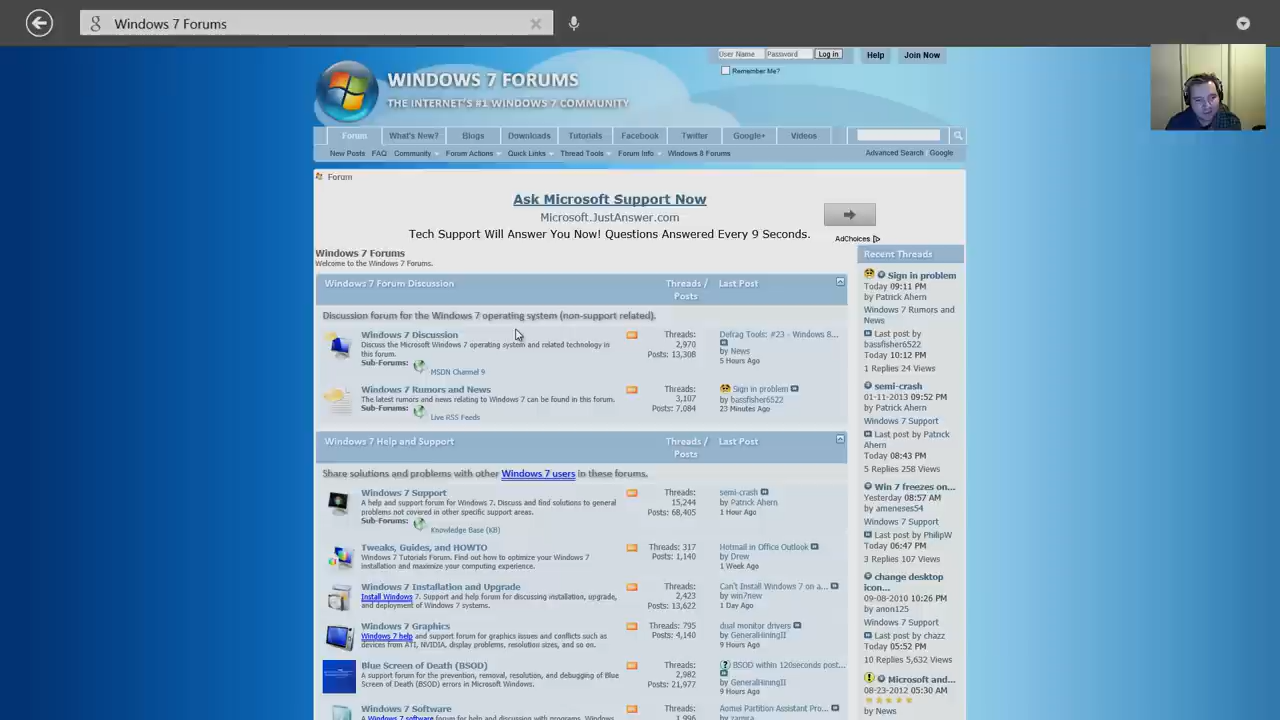 Windows 7 Forums
User Name Password Log in Help Join Now
Remember Me?
WINDOWS 7 FORUMS
THE INTERNET'S #1 WINDOWS 7 COMMUNITY
Forum What's New? Blogs Downloads Tutorials Facebook Twitter Google+ Videos
New Posts FAQ Community Forum Actions Quick Links Thread Tools Forum Info Windows 8 Forums Advanced Search Google
Forum
Ask Microsoft Support Now
Microsoft.JustAnswer.com
Tech Support Will Answer You Now! Questions Answered Every 9 Seconds.
AdChoices
Windows 7 Forums
Welcome to the Windows 7 Forums.
Windows 7 Forum Discussion Threads / Posts Last Post
Discussion forum for the Windows 7 operating system (non-support related).
Windows 7 Discussion
Discuss the Microsoft Windows 7 operating system and related technology in
this forum.
Sub-Forums:
MSDN Channel 9
Threads:
2,970
Posts: 13,308
Defrag Tools: #23 - Windows 8...
by News
5 Hours Ago
Windows 7 Rumors and News
The latest rumors and news relating to Windows 7 can be found in this forum.
Sub-Forums:
Live RSS Feeds
Threads:
3,107
Posts: 7,084
Sign in problem
by bassfisher6522
23 Minutes Ago
Windows 7 Help and Support Threads / Posts Last Post
Share solutions and problems with other Windows 7 users in these forums.
Windows 7 Support
A help and support forum for Windows 7. Discuss and find solutions to general
problems not covered in other specific support areas.
Sub-Forums:
Knowledge Base (KB)
Threads:
15,244
Posts: 68,405
semi-crash
by Patrick Ahern
1 Hour Ago
Tweaks, Guides, and HOWTO
Windows 7 Tutorials Forum. Find out how to optimize your Windows 7
installation and maximize your computing experience.
Threads: 317
Posts: 1,140
Hotmail in Office Outlook
by Drew
1 Week Ago
Windows 7 Installation and Upgrade
Install Windows 7. Support and help forum for discussing installation, upgrade,
and deployment of Windows 7 systems.
Threads:
2,423
Posts: 13,622
Can't Install Windows 7 on a...
by win7new
1 Day Ago
Windows 7 Graphics
Windows 7 help and support forum for graphics issues and conflicts such as
devices from ATI, NVIDIA, display problems, resolution sizes, and so on.
Threads: 795
Posts: 4,140
dual monitor drivers
by GeneralHiningII
9 Hours Ago
Blue Screen of Death (BSOD)
A support forum for the prevention, removal, resolution, and debugging of Blue
Screen of Death (BSOD) errors in Microsoft Windows.
Threads:
2,982
Posts: 21,977
BSOD within 120seconds post...
by GeneralHiningII
9 Hours Ago
Windows 7 Software
A Windows 7 software forum for help and discussion with programs, Windows
Threads:
1,996
Aomei Partition Assistant Pro...
by zamira
Recent Threads
Sign in problem
Today 09:11 PM
by Patrick Ahern
Windows 7 Rumors and
News
Last post by
bassfisher6522
Today 10:12 PM
1 Replies 24 Views
semi-crash
01-11-2013 09:52 PM
by Patrick Ahern
Windows 7 Support
Last post by Patrick
Ahern
Today 08:43 PM
5 Replies 258 Views
Win 7 freezes on...
Yesterday 08:57 AM
by ameneses54
Windows 7 Support
Last post by PhilipW
Today 06:47 PM
3 Replies 107 Views
change desktop
icon...
09-08-2010 10:26 PM
by anon125
Windows 7 Support
Last post by chazz
Today 05:52 PM
10 Replies 5,632 Views
Microsoft and...
08-23-2012 05:30 AM
by News